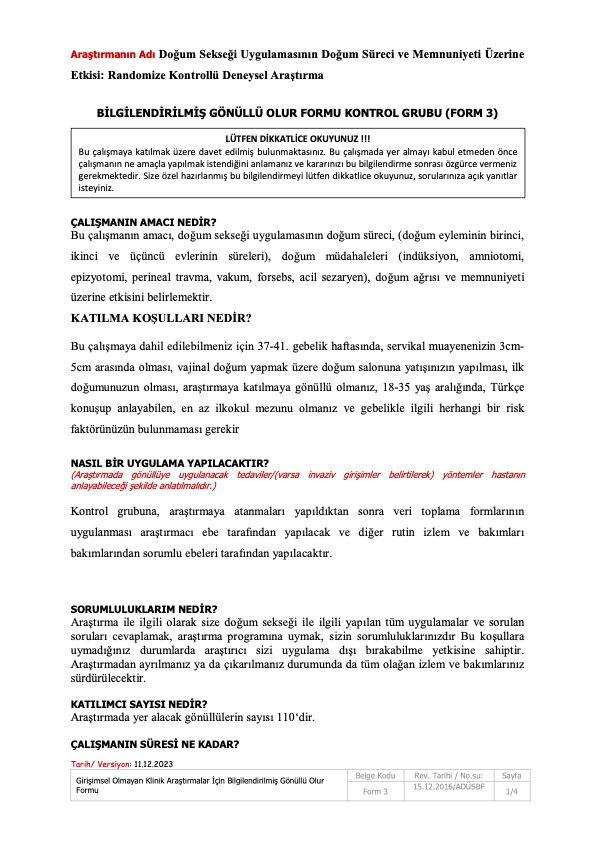 Araştırmanın Adı Doğum Sekseği Uygulamasının Doğum Süreci ve Memnuniyeti Üzerine
Etkisi: Randomize Kontrollü Deneysel Araştırma
BİLGİLENDİRİLMİŞ GÖNÜLLÜ OLUR FORMU KONTROL GRUBU (FORM 3)
LÜTFEN DİKKATLİCE OKUYUNUZ !!!
Bu çalışmaya katılmak üzere davet edilmiş bulunmaktasınız. Bu çalışmada yer almayı kabul etmeden önce
çalışmanın ne amaçla yapılmak istendiğini anlamanız ve kararınızı bu bilgilendirme sonrası özgürce vermeniz
gerekmektedir. Size özel hazırlanmış bu bilgilendirmeyi lütfen dikkatlice okuyunuz, sorularınıza açık yanıtlar
isteyiniz.
ÇALIŞMANIN AMACI NEDİR?
Bu çalışmanın amacı, doğum sekseği uygulamasının doğum süreci, (doğum eyleminin birinci,
ikinci ve üçüncü evlerinin süreleri), doğum müdahaleleri (indüksiyon, amniotomi,
epizyotomi, perineal travma, vakum, forsebs, acil sezaryen), doğum ağrısı ve memnuniyeti
üzerine etkisini belirlemektir.
KATILMA KOŞULLARI NEDİR?
Bu çalışmaya dahil edilebilmeniz için 37-41. gebelik haftasında, servikal muayenenizin 3cm-
5cm arasında olması, vajinal doğum yapmak üzere doğum salonuna yatışınızın yapılması, ilk
doğumunuzun olması, araştırmaya katılmaya gönüllü olmanız, 18-35 yaş aralığında, Türkçe
konuşup anlayabilen, en az ilkokul mezunu olmanız ve gebelikle ilgili herhangi bir risk
faktörünüzün bulunmaması gerekir
NASIL BİR UYGULAMA YAPILACAKTIR?
(Araştırmada gönüllüye uygulanacak tedaviler/(varsa invaziv girişimler belirtilerek) yöntemler hastanın
anlayabileceği şekilde anlatılmalıdır.)
Kontrol grubuna, araştırmaya atanmaları yapıldıktan sonra veri toplama formlarının
uygulanması araştırmacı ebe tarafından yapılacak ve diğer rutin izlem ve bakımları
bakımlarından sorumlu ebeleri tarafından yapılacaktır.
SORUMLULUKLARIM NEDİR?
Araştırma ile ilgili olarak size doğum sekseği ile ilgili yapılan tüm uygulamalar ve sorulan
soruları cevaplamak, araştırma programına uymak, sizin sorumluluklarınızdır Bu koşullara
uymadığınız durumlarda araştırıcı sizi uygulama dışı bırakabilme yetkisine sahiptir.
Araştırmadan ayrılmanız ya da çıkarılmanız durumunda da tüm olağan izlem ve bakımlarınız
sürdürülecektir.
KATILIMCI SAYISI NEDİR?
Araştırmada yer alacak gönüllülerin sayısı 110‘dir.
ÇALIŞMANIN SÜRESİ NE KADAR?
Tarih/ Versiyon: 11.12.2023
Girişimsel Olmayan Klinik Araştırmalar İçin Bilgilendirilmiş Gönüllü Olur
Formu
Belge Kodu
Form 3
Rev. Tarihi / No.su:
15.12.2016/ADÜSBF
Sayfa
1/4